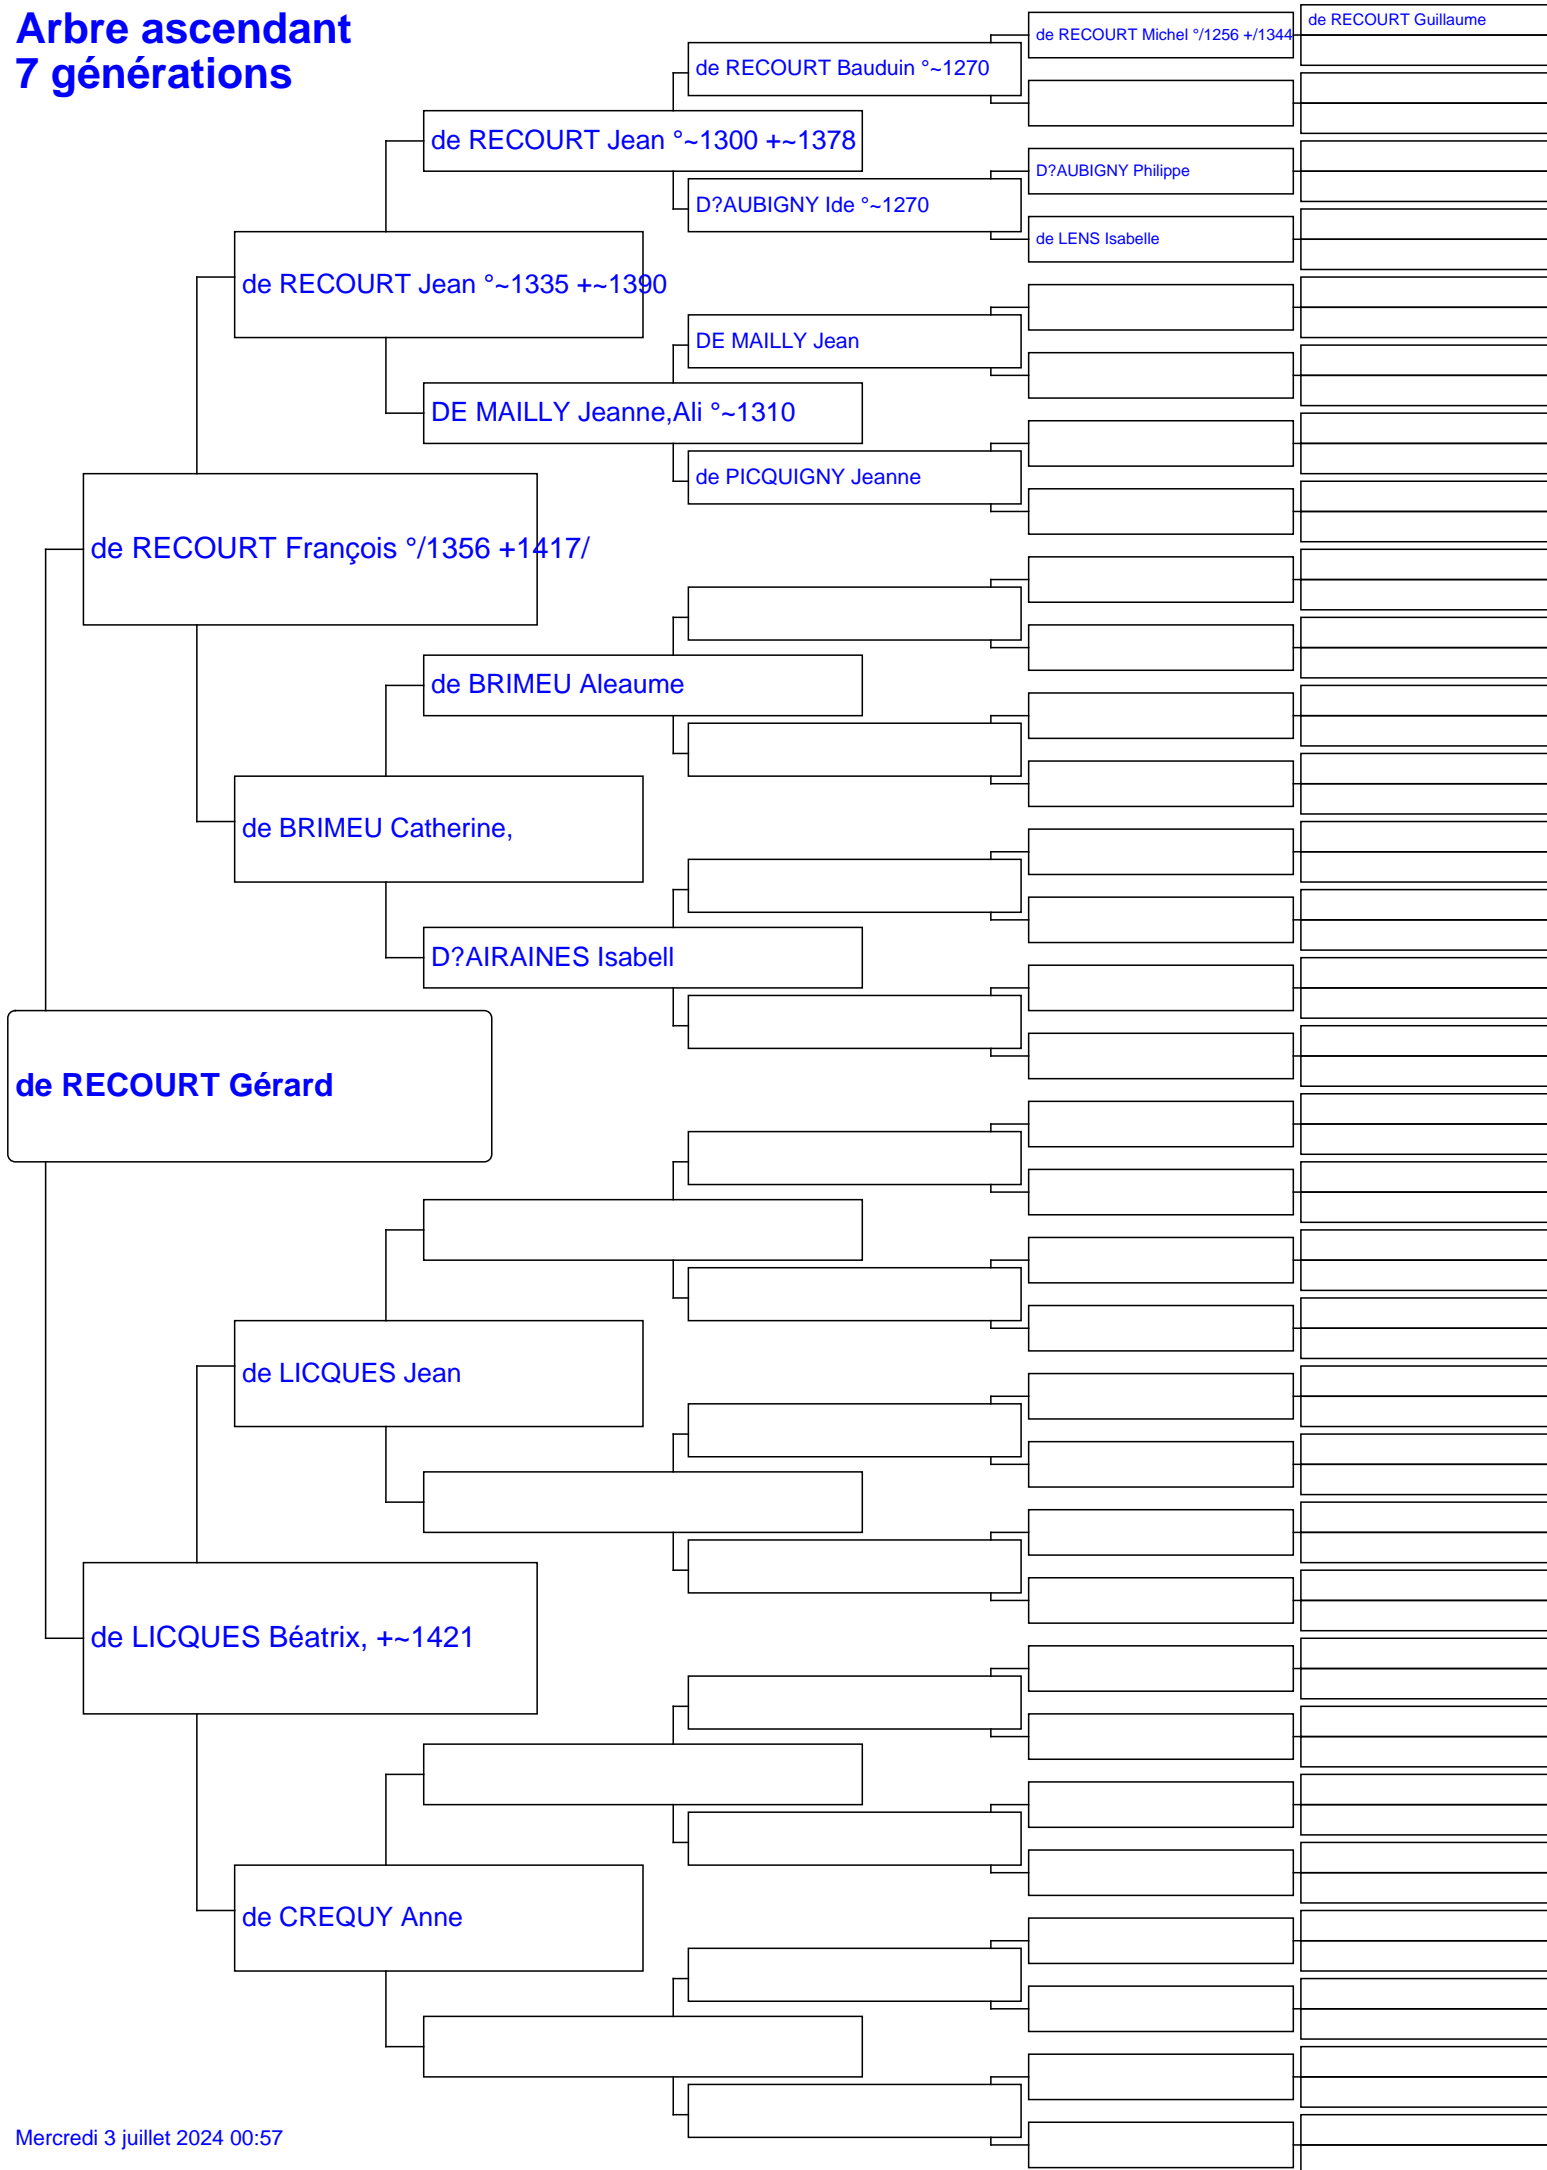 Arbre ascendant
7 générations
de RECOURT Guillaume
de RECOURT Michel °/1256 +/1344
de RECOURT Bauduin °~1270
de RECOURT Jean °~1300 +~1378
D?AUBIGNY Philippe
D?AUBIGNY Ide °~1270
de LENS Isabelle
de RECOURT Jean °~1335 +~1390
DE MAILLY Jean
DE MAILLY Jeanne,Ali °~1310
de PICQUIGNY Jeanne
de RECOURT François °/1356 +1417/
de BRIMEU Aleaume
de BRIMEU Catherine,
D?AIRAINES Isabell
de RECOURT Gérard
de LICQUES Jean
de LICQUES Béatrix, +~1421
de CREQUY Anne
Mercredi 3 juillet 2024 00:57